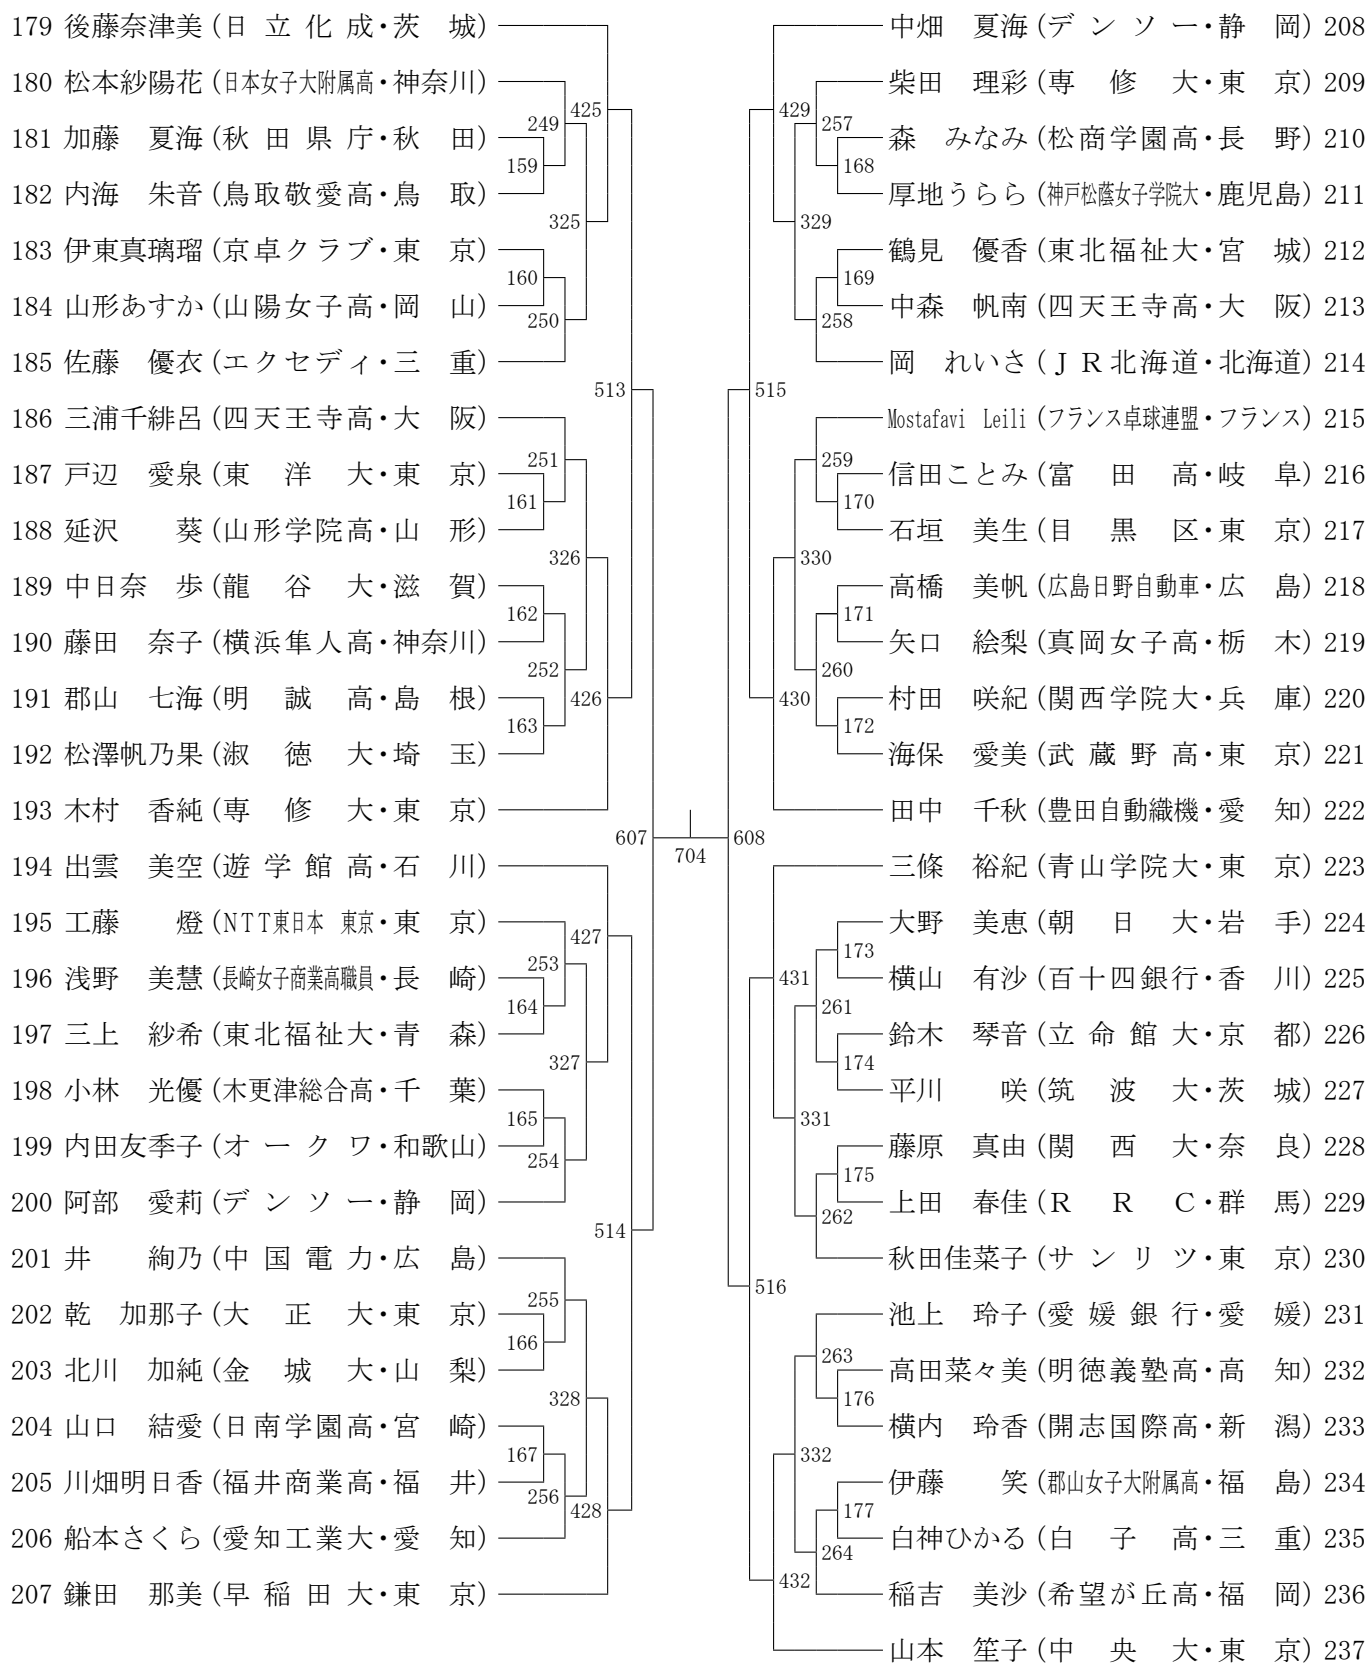 179 後藤奈津美 (日立化成・茨城)
180 松本紗陽花 (日本女子大附属高・神奈川)
181 加藤 夏海 (秋田県庁・秋田)
182 内海 朱音 (鳥取敬愛高・鳥取)
183 伊東真璃瑠 (京卓クラブ・東京)
184 山形あすか (山陽女子高・岡山)
185 佐藤 優衣 (エクセディ・三重)
186 三浦千緋呂 (四天王寺高・大阪)
187 戸辺 愛泉 (東洋大・東京)
188 延沢 葵 (山形学院高・山形)
189 中日奈 歩 (龍谷大・滋賀)
190 藤田 奈子 (横浜隼人高・神奈川)
191 郡山 七海 (明誠高・島根)
192 松澤帆乃果 (淑徳大・埼玉)
193 木村 香純 (専修大・東京)
194 出雲 美空 (遊学館高・石川)
195 工藤 燈 (NTT東日本 東京・東京)
196 浅野 美慧 (長崎女子商業高職員・長崎)
197 三上 紗希 (東北福祉大・青森)
198 小林 光優 (木更津総合高・千葉)
199 内田友季子 (オークワ・和歌山)
200 阿部 愛莉 (デンソー・静岡)
201 井 絢乃 (中国電力・広島)
202 乾 加那子 (大正大・東京)
203 北川 加純 (金城大・山梨)
204 山口 結愛 (日南学園高・宮崎)
205 川畑明日香 (福井商業高・福井)
206 船本さくら (愛知工業大・愛知)
207 鎌田 那美 (早稲田大・東京)
159
160
161
162
163
164
165
166
167
249
250
251
252
253
254
255
256
325
326
327
328
425
426
427
428
513
514
607
704
608
515
516
429
430
431
432
329
330
331
332
257
258
259
260
261
262
263
264
168
169
170
171
172
173
174
175
176
177
中畑 夏海 (デンソー・静岡) 208
柴田 理彩 (専修大・東京) 209
森 みなみ (松商学園高・長野) 210
厚地うらら (神戸松蔭女子学院大・鹿児島) 211
鶴見 優香 (東北福祉大・宮城) 212
中森 帆南 (四天王寺高・大阪) 213
岡 れいさ (JR北海道・北海道) 214
Mostafavi Leili (フランス卓球連盟・フランス) 215
信田ことみ (富田高・岐阜) 216
石垣 美生 (目黒区・東京) 217
高橋 美帆 (広島日野自動車・広島) 218
矢口 絵梨 (真岡女子高・栃木) 219
村田 咲紀 (関西学院大・兵庫) 220
海保 愛美 (武蔵野高・東京) 221
田中 千秋 (豊田自動織機・愛知) 222
三條 裕紀 (青山学院大・東京) 223
大野 美恵 (朝日大・岩手) 224
横山 有沙 (百十四銀行・香川) 225
鈴木 琴音 (立命館大・京都) 226
平川 咲 (筑波大・茨城) 227
藤原 真由 (関西大・奈良) 228
上田 春佳 (RRC・群馬) 229
秋田佳菜子 (サンリツ・東京) 230
池上 玲子 (愛媛銀行・愛媛) 231
高田菜々美 (明徳義塾高・高知) 232
横内 玲香 (開志国際高・新潟) 233
伊藤 笑 (郡山女子大附属高・福島) 234
白神ひかる (白子高・三重) 235
稲吉 美沙 (希望が丘高・福岡) 236
山本 笙子 (中央大・東京) 237